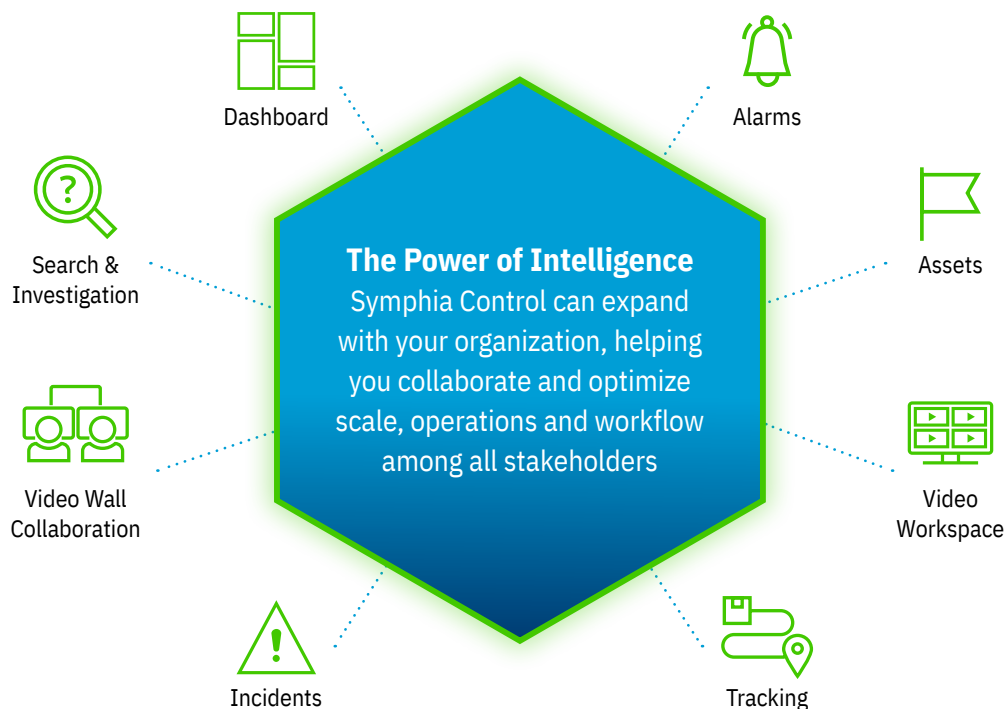 Dashboard
Alarms
Search &
Investigation
Assets
The Power of Intelligence
Symphia Control can expand
with your organization, helping
you collaborate and optimize
scale, operations and workflow
among all stakeholders
Video Wall
Collaboration
Video
Workspace
Incidents
Tracking